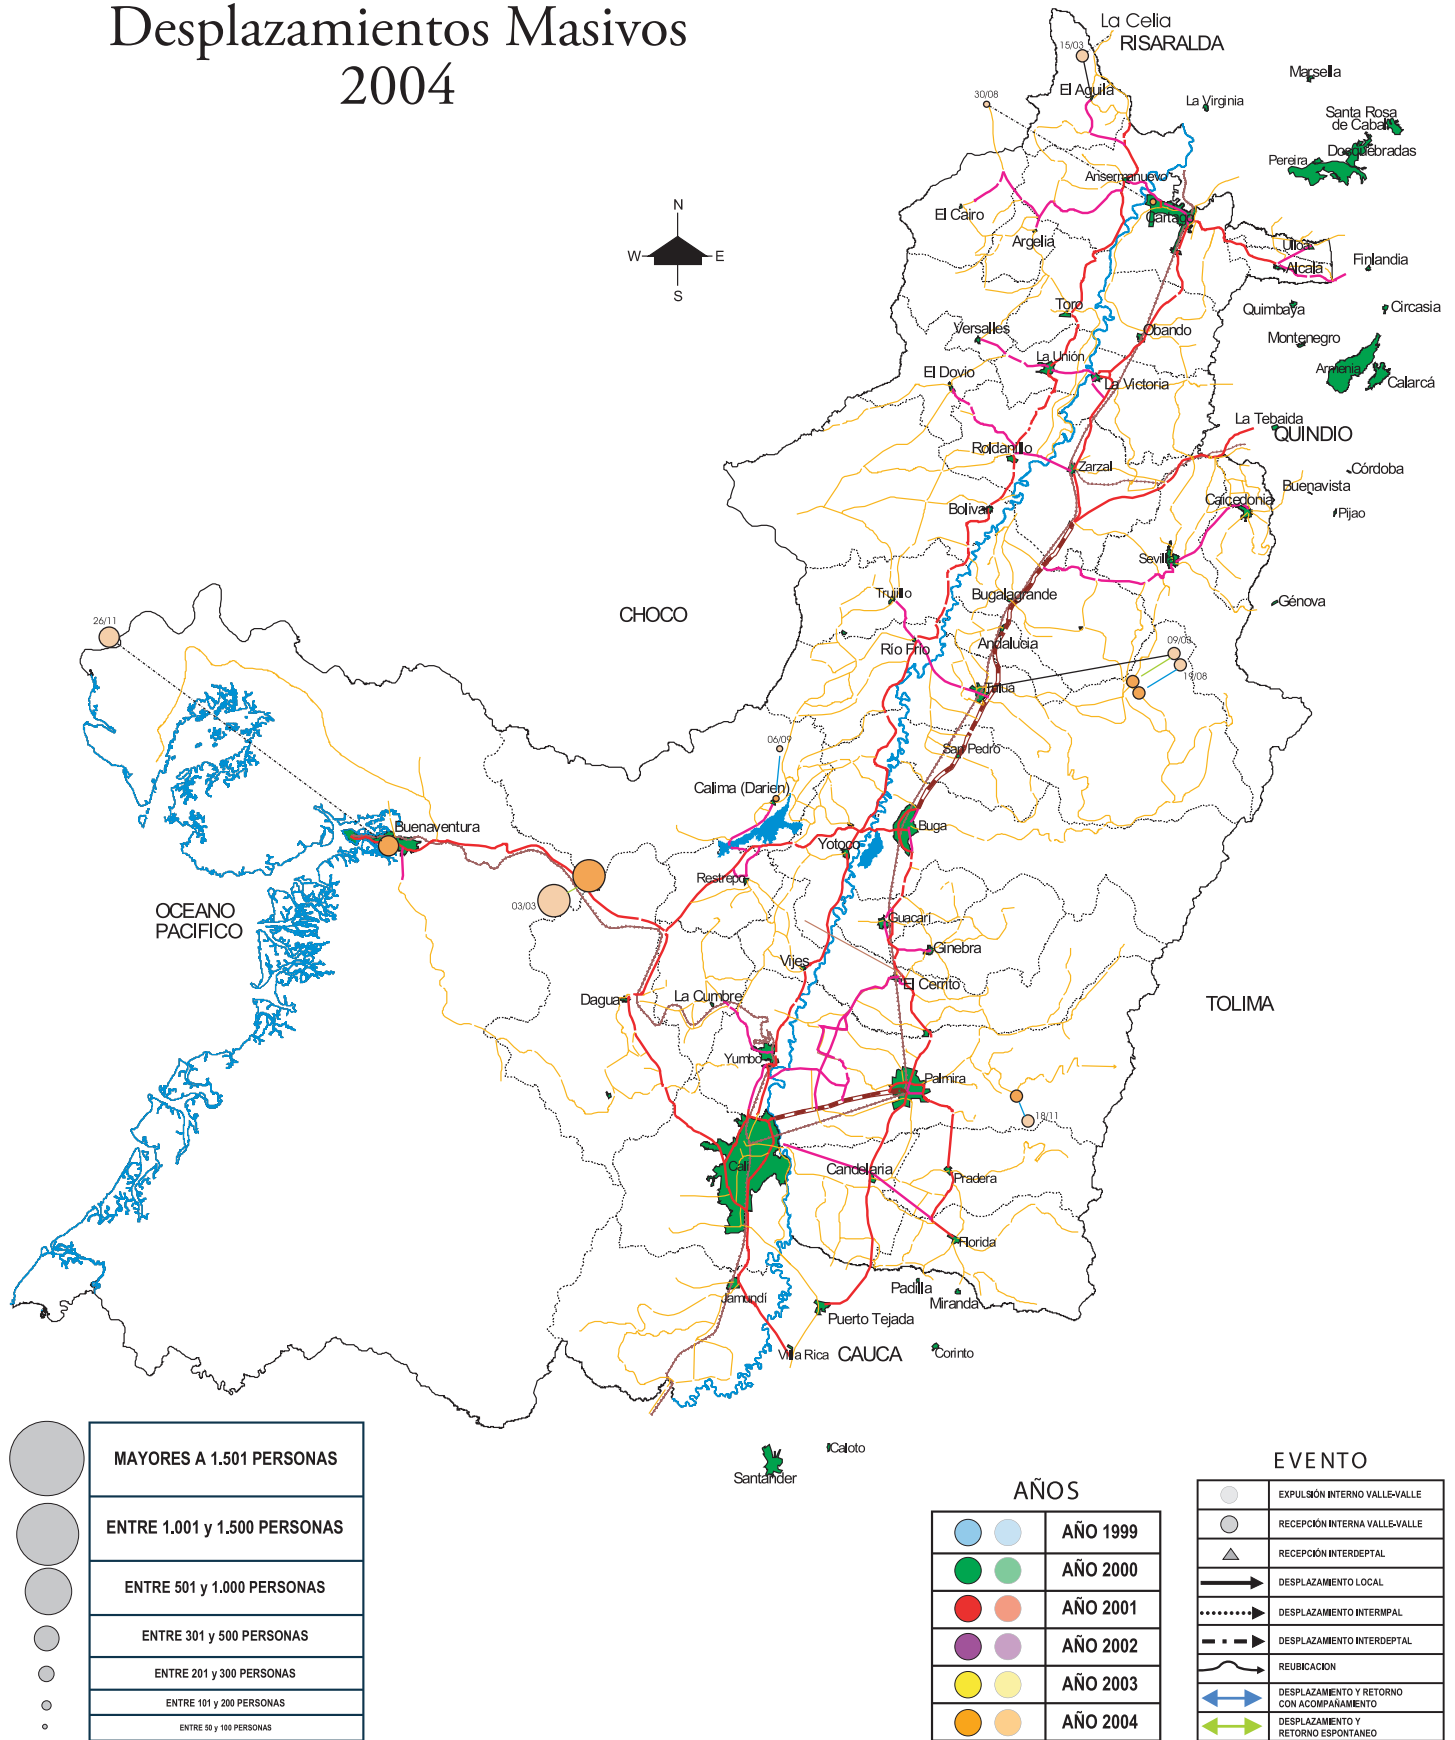 Desplazamientos Masivos
2004
La Celia
RISARALDA
15/03
El Aguila
30/08
La Virginia
Marsella
Santa Rosa
de Cabal
Dosquebradas
Pereira
Ansermanuevo
El Cairo
Cartago
Argelia
Ulloa
Alcalá
Finlandia
N
W
E
S
Toro
Quimbaya
Circasia
Versalles
Obando
Montenegro
La Unión
El Dovio
La Victoria
Armenia
Calarcá
La Tebaida
QUINDIO
Roldanillo
Zarzal
Córdoba
Buenavista
Caicedonia
Bolivar
Pijao
Sevilla
Trujillo
Bugalagrande
Génova
CHOCO
26/11
Andalucia
Río Frio
09/03
19/08
Tulua
06/09
San Pedro
Calima (Darien)
Buenaventura
Buga
Yotoco
Restrepo
03/03
OCEANO
PACIFICO
Guacarí
Ginebra
Vijes
El Cerrito
Dagua
La Cumbre
TOLIMA
Yumbo
Palmira
18/11
Cali
Candelaria
Pradera
Florida
Jamundí
Padilla
Miranda
Puerto Tejada
Villa Rica
CAUCA
Corinto
Caloto
Santander
MAYORES A 1.501 PERSONAS
ENTRE 1.001 y 1.500 PERSONAS
ENTRE 501 y 1.000 PERSONAS
ENTRE 301 y 500 PERSONAS
ENTRE 201 y 300 PERSONAS
ENTRE 101 y 200 PERSONAS
ENTRE 50 y 100 PERSONAS
AÑOS
AÑO 1999
AÑO 2000
AÑO 2001
AÑO 2002
AÑO 2003
AÑO 2004
EVENTO
EXPULSIÓN INTERNO VALLE-VALLE
RECEPCIÓN INTERNA VALLE-VALLE
RECEPCIÓN INTERDEPTAL
DESPLAZAMIENTO LOCAL
DESPLAZAMIENTO INTERMPAL
DESPLAZAMIENTO INTERDEPTAL
REUBICACION
DESPLAZAMIENTO Y RETORNO
CON ACOMPAÑAMIENTO
DESPLAZAMIENTO Y
RETORNO ESPONTANEO